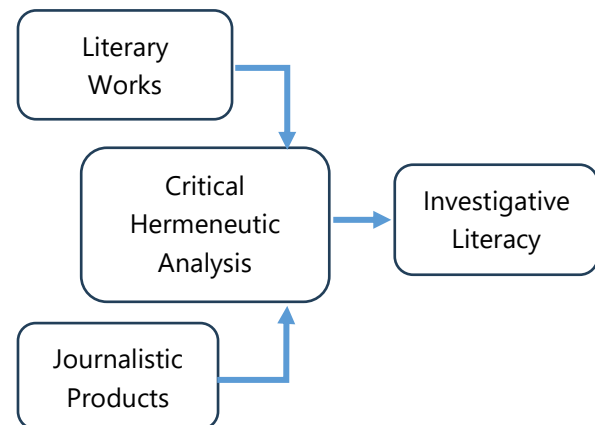 Literary
Works
Critical
Hermeneutic
Analysis
Investigative
Literacy
Journalistic
Products